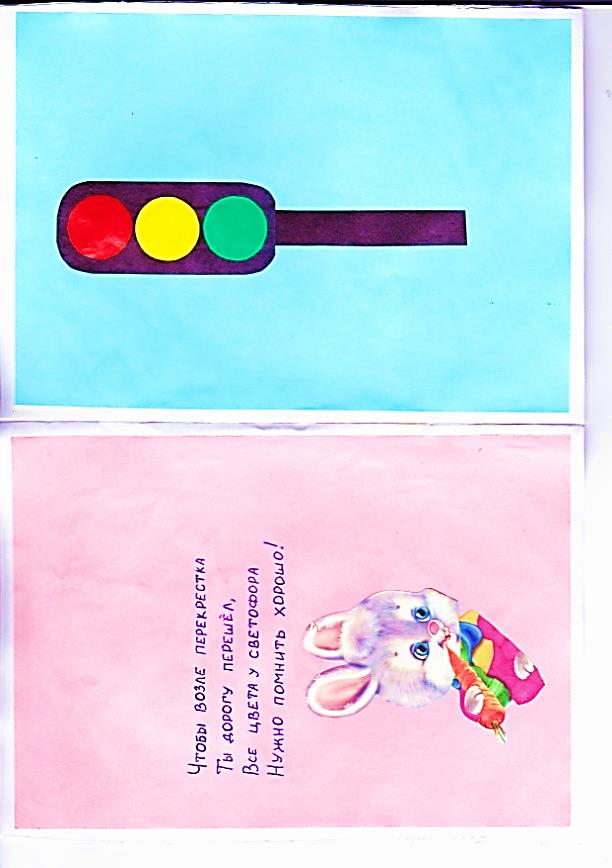 Чтобы возле перекрестка
Ты дорогу перешёл,
Все цвета у светофора
Нужно помнить хорошо!